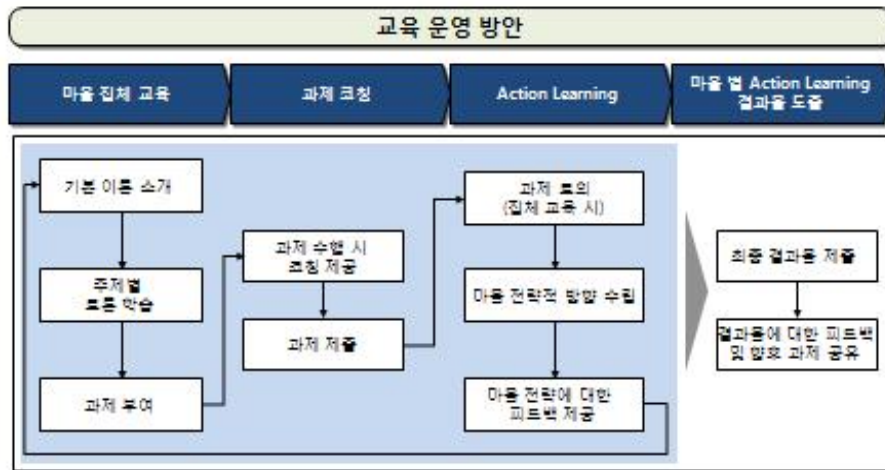 교육 운영 방안
마을 집체 교육
과제 코칭
Action Learning
마을 별 Action Learning
결과물 도출
기본 이론 소개
주제별
토론 학습
과제 부여
과제 수행 시
코칭 제공
과제 제출
과제 토의
(집체 교육 시)
마을 전략적 방향 수립
마을 전략에 대한
피드백 제공
최종 결과물 제출
결과물에 대한 피드백
및 향후 과제 공유